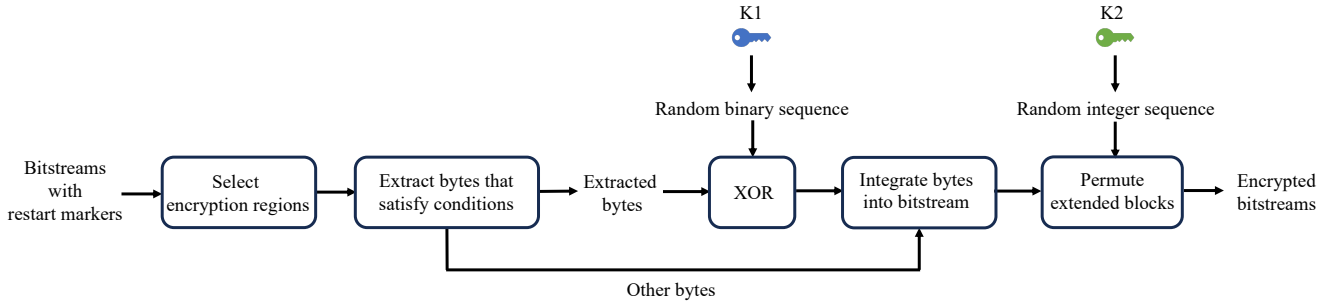 K1
K2
Random binary sequence
Random integer sequence
Bitstreams
with
restart markers
Select
encryption regions
Extract bytes that
satisfy conditions
Extracted
bytes
XOR
Integrate bytes
into bitstream
Permute
extended blocks
Encrypted
bitstreams
Other bytes